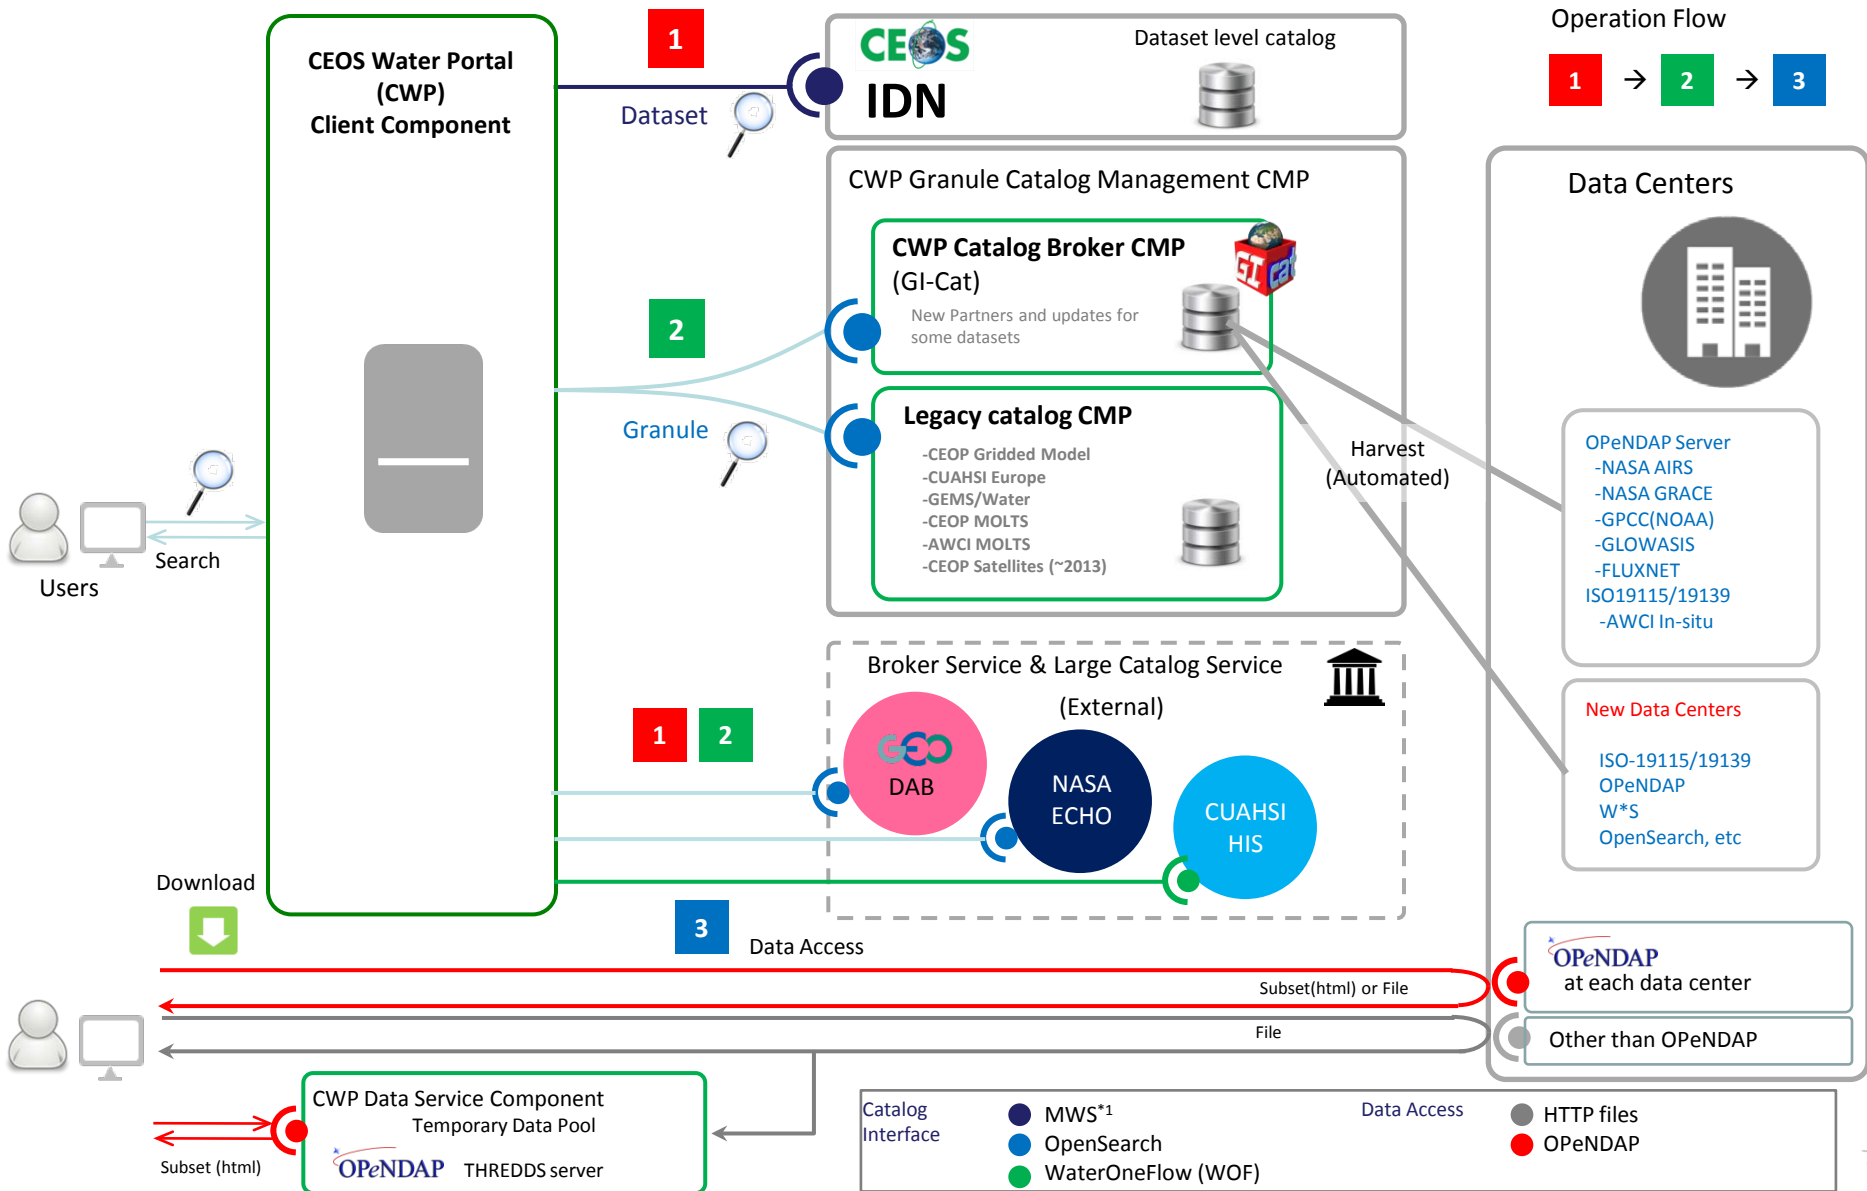 Operation Flow
1 → 2 → 3
CEOS Water Portal
(CWP)
Client Component
1
Dataset
CEOS
IDN
Dataset level catalog
CWP Granule Catalog Management CMP
CWP Catalog Broker CMP
(GI-Cat)
New Partners and updates for
some datasets
GI
cat
2
Granule
Legacy catalog CMP
-CEOP Gridded Model
-CUAHSI Europe
-GEMS/Water
-CEOP MOLTS
-AWCI MOLTS
-CEOP Satellites (~2013)
Harvest
(Automated)
Data Centers
OPeNDAP Server
-NASA AIRS
-NASA GRACE
-GPCC(NOAA)
-GLOWASIS
-FLUXNET
ISO19115/19139
-AWCI In-situ
New Data Centers
ISO-19115/19139
OPeNDAP
W*S
OpenSearch, etc
Search
Users
Broker Service & Large Catalog Service
(External)
1 2
GEO
DAB
NASA
ECHO
CUAHSI
HIS
Download
3
Data Access
Subset(html) or File
File
OPeNDAP
at each data center
Other than OPeNDAP
CWP Data Service Component
Temporary Data Pool
OPeNDAP THREDDS server
Subset (html)
Catalog
Interface
MWS*1
OpenSearch
WaterOneFlow (WOF)
Data Access
HTTP files
OPeNDAP